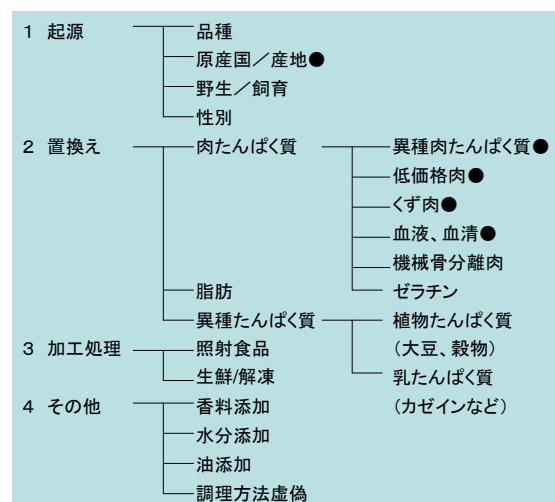 1 起源 品種
原産国／産地●
野生／飼育
性別
2 置換え 肉たんぱく質 異種肉たんぱく質●
低価格肉●
くず肉●
血液、血清●
機械骨分離肉
脂肪 ゼラチン
異種たんぱく質 植物たんぱく質
3 加工処理 照射食品 （大豆、穀物）
生鮮/解凍 乳たんぱく質
4 その他 香料添加 （カゼインなど）
水分添加
油添加
調理方法虚偽